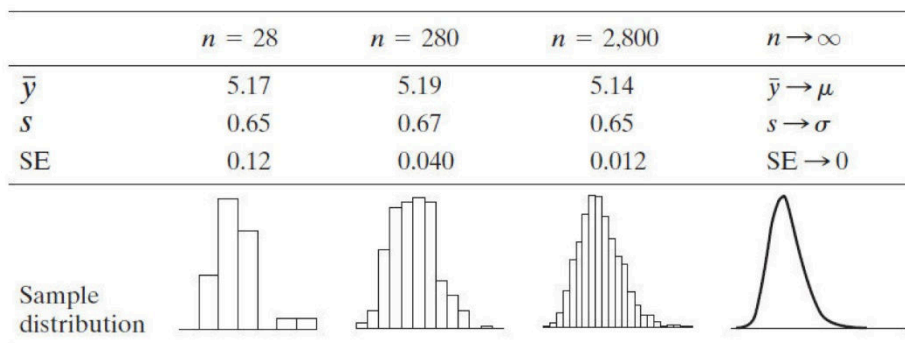 n = 28 n = 280 n = 2,800 n → ∞
ȳ 5.17 5.19 5.14 ȳ → μ
s 0.65 0.67 0.65 s → σ
SE 0.12 0.040 0.012 SE → 0
Sample
distribution